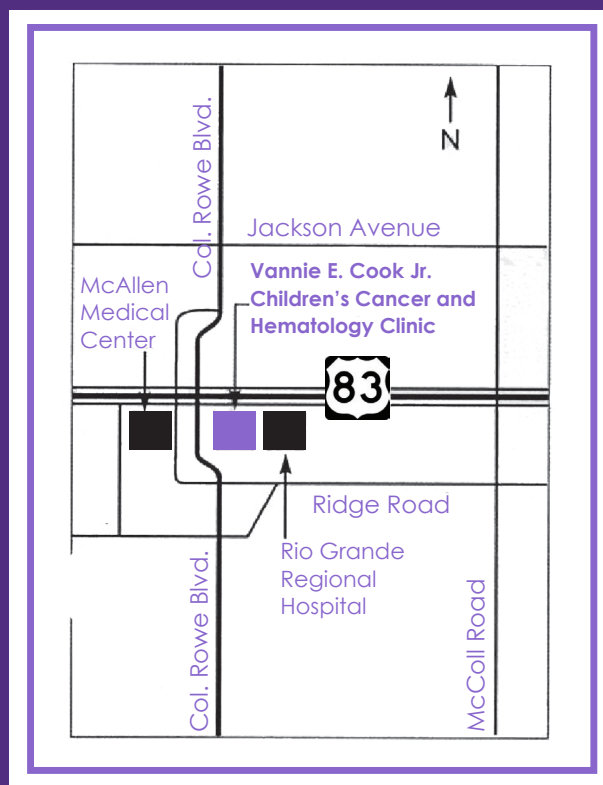 Col. Rowe Blvd.
N
Jackson Avenue
McAllen
Medical
Center
Vannie E. Cook Jr.
Children's Cancer and
Hematology Clinic
83
Ridge Road
Rio Grande
Regional
Hospital
Col. Rowe Blvd.
McColl Road